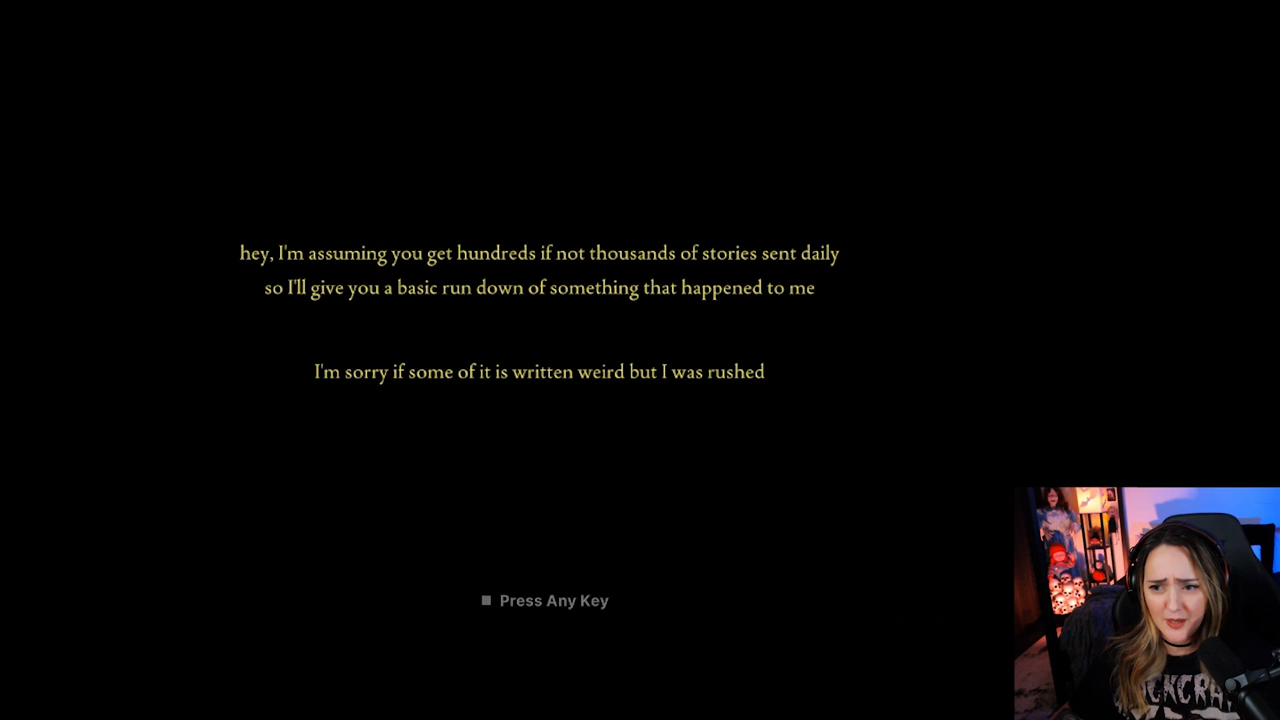 hey, I'm assuming you get hundreds if not thousands of stories sent daily
so I'll give you a basic run down of something that happened to me
I'm sorry if some of it is written weird but I was rushed
Press Any Key